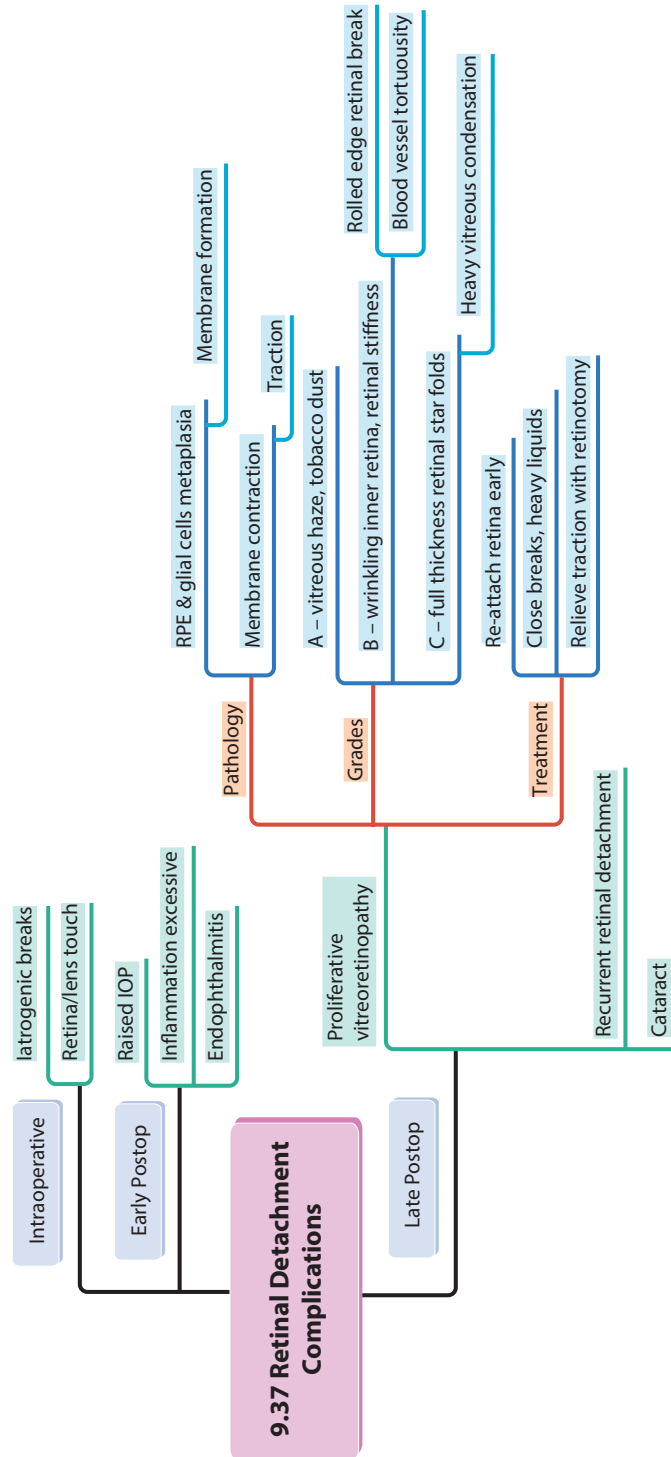 9.37 Retinal Detachment
Complications
Intraoperative
Iatrogenic breaks
Retina/lens touch
Early Postop
Raised IOP
Inflammation excessive
Endophthalmitis
Late Postop
Proliferative
vitreoretinopathy
Pathology
RPE & glial cells metaplasia
Membrane formation
Membrane contraction
Traction
Grades
A – vitreous haze, tobacco dust
B – wrinkling inner retina, retinal stiffness
Rolled edge retinal break
Blood vessel tortuousity
C – full thickness retinal star folds
Heavy vitreous condensation
Treatment
Re-attach retina early
Close breaks, heavy liquids
Relieve traction with retinotomy
Recurrent retinal detachment
Cataract